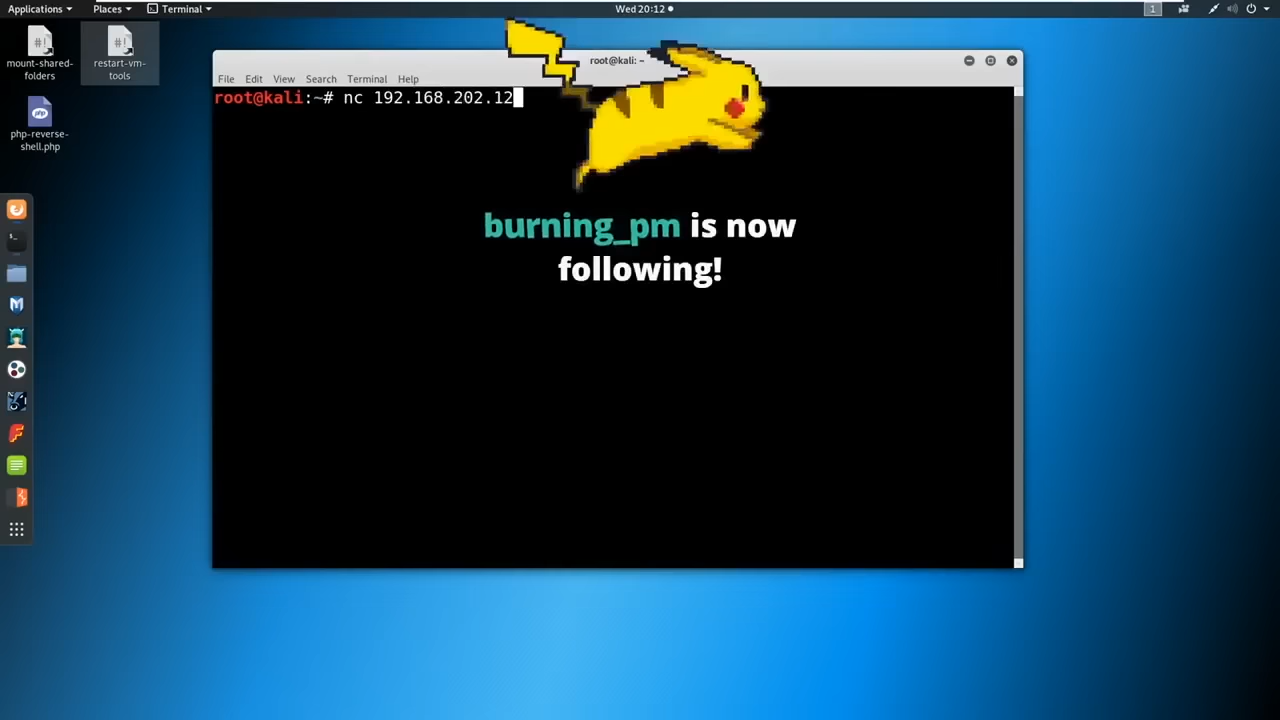 Applications Places Terminal Wed 20:12 1
mount-shared-
folders
restart-vm-
tools
php-reverse-
shell.php
root@kali: ~
File Edit View Search Terminal Help
root@kali:~# nc 192.168.202.12
burning_pm is now
following!